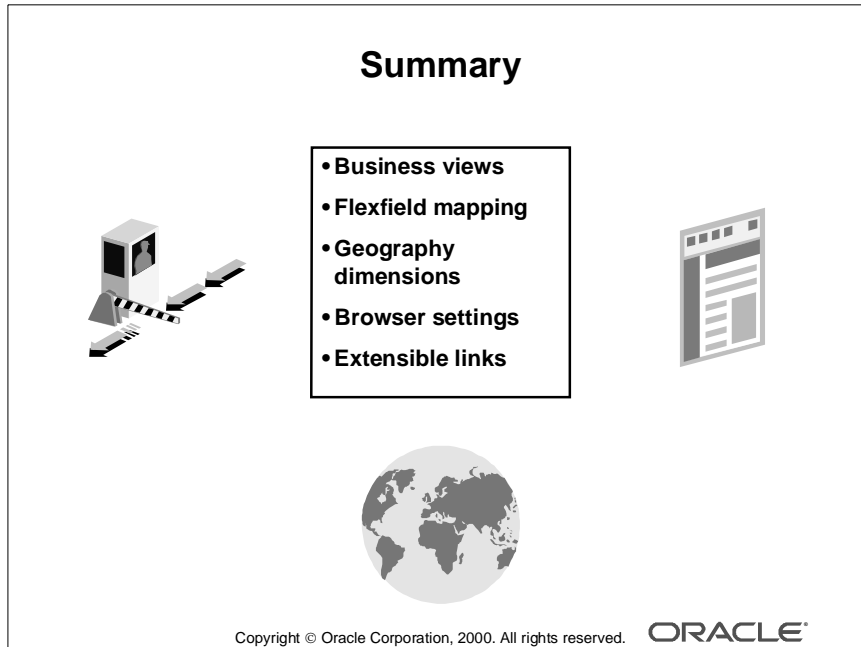 Summary
• Business views
• Flexfield mapping
• Geography
dimensions
• Browser settings
• Extensible links
Copyright © Oracle Corporation, 2000. All rights reserved.
ORACLE®